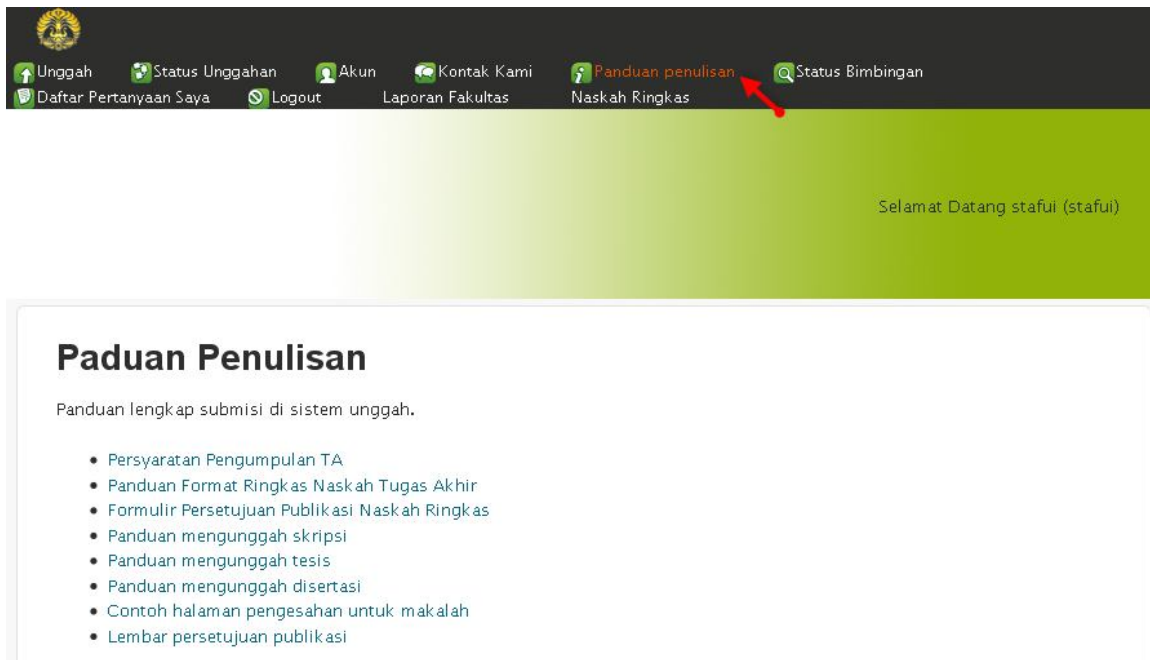 Unggah Status Unggahan Akun Kontak Kami Panduan penulisan Status Bimbingan
Daftar Pertanyaan Saya Logout Laporan Fakultas Naskah Ringkas
Selamat Datang stafui (stafui)
Paduan Penulisan
Panduan lengkap submisi di sistem unggah.
Persyaratan Pengumpulan TA
Panduan Format Ringkas Naskah Tugas Akhir
Formulir Persetujuan Publikasi Naskah Ringkas
Panduan mengunggah skripsi
Panduan mengunggah tesis
Panduan mengunggah disertasi
Contoh halaman pengesahan untuk makalah
Lembar persetujuan publikasi